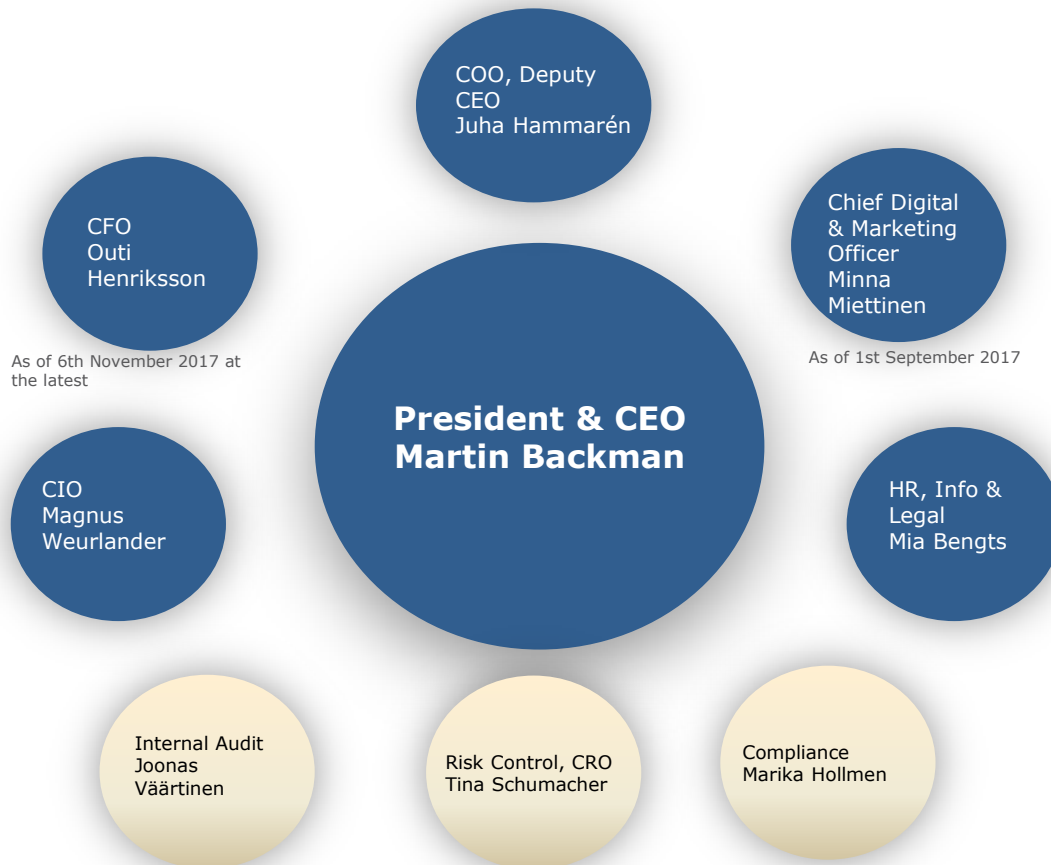 COO, Deputy
CEO
Juha Hammarén
CFO
Outi
Henriksson
Chief Digital
& Marketing
Officer
Minna
Miettinen
As of 6th November 2017 at
the latest
As of 1st September 2017
President & CEO
Martin Backman
CIO
Magnus
Weurlander
HR, Info &
Legal
Mia Bengts
Internal Audit
Joonas
Väärtinen
Risk Control, CRO
Tina Schumacher
Compliance
Marika Hollmen